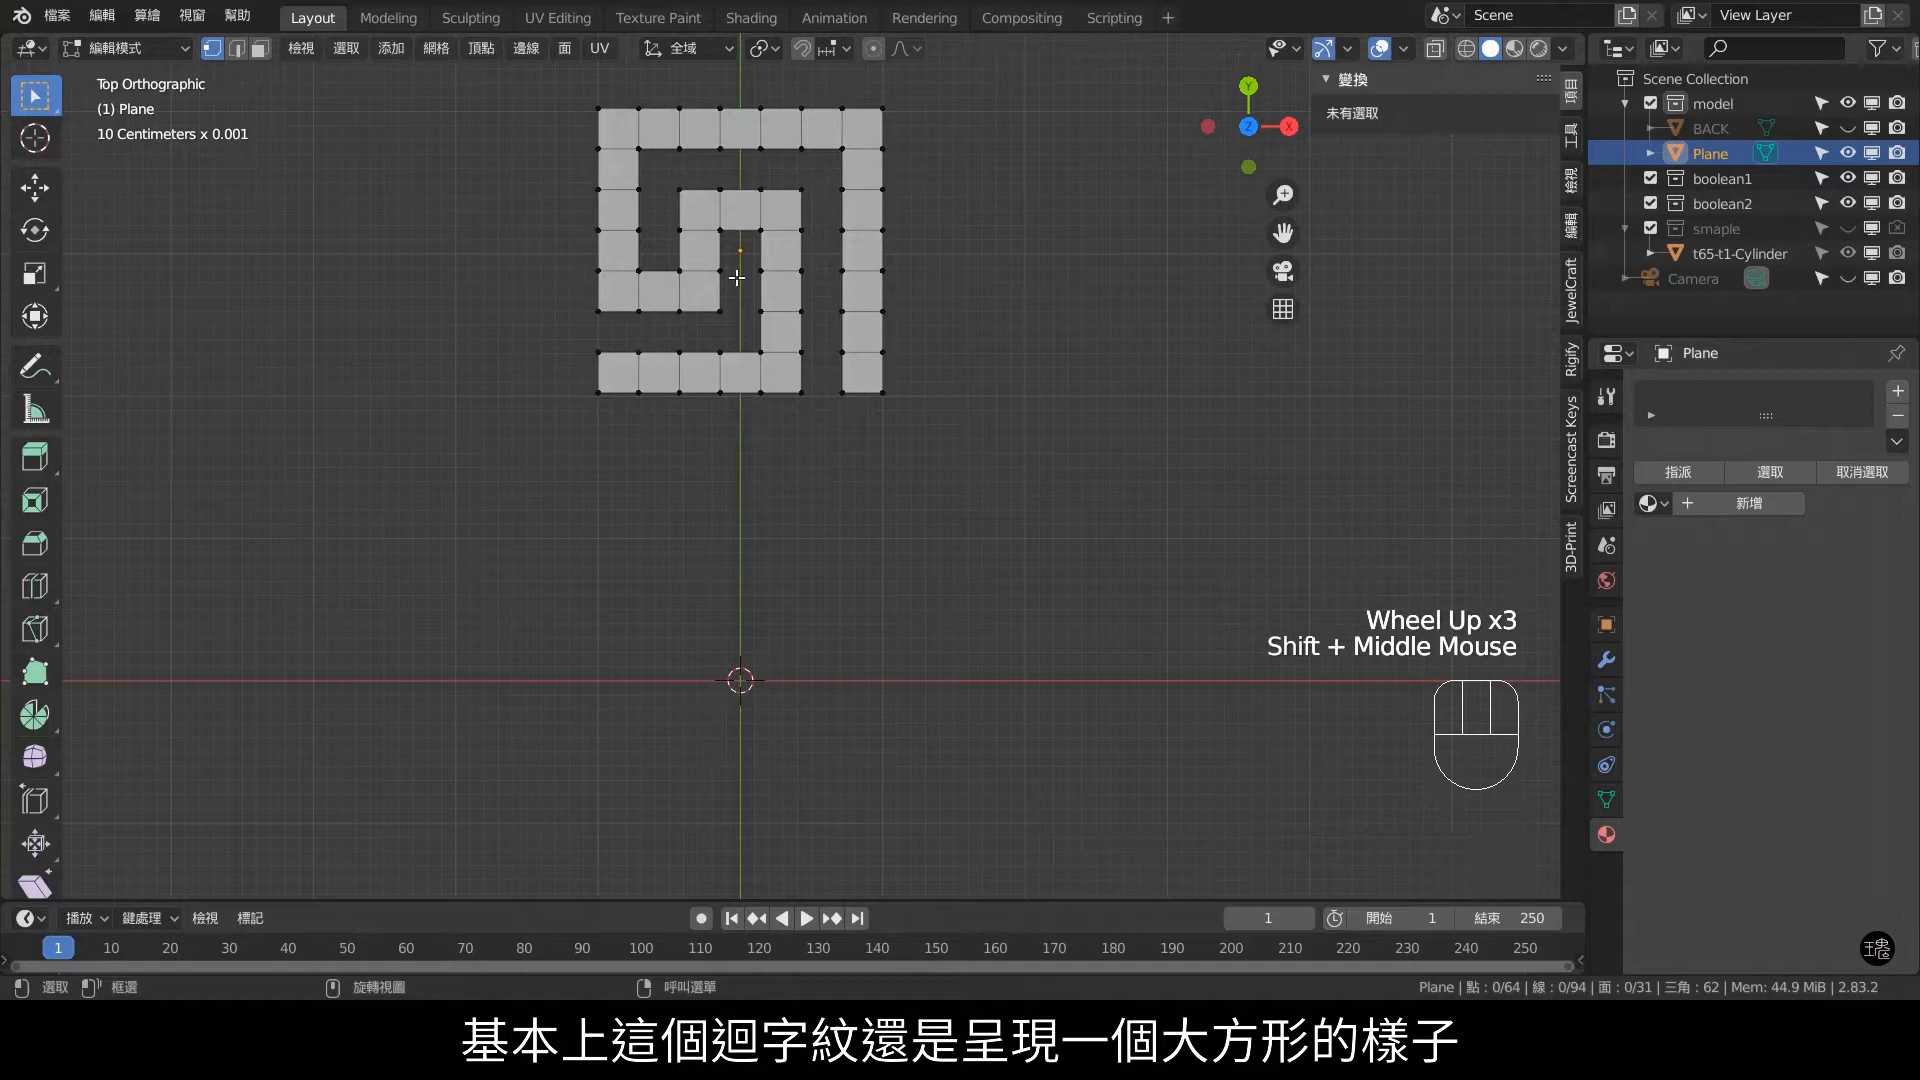 檔案 編輯 算繪 視窗 幫助 Layout Modeling Sculpting UV Editing Texture Paint Shading Animation Rendering Compositing Scripting + Scene View Layer
編輯模式 檢視 選取 添加 網格 頂點 邊線 面 UV 全域
Top Orthographic
(1) Plane
10 Centimeters x 0.001
Y
Z
X
變換
未有選取
項目
工具
檢視
編輯
JewelCraft
Rigify
Screencast Keys
3D-Print
Scene Collection
model
BACK
Plane
boolean1
boolean2
smaple
t65-t1-Cylinder
Camera
Plane
指派 選取 取消選取
新增
Wheel Up x3
Shift + Middle Mouse
播放 鍵處理 檢視 標記 1 開始 1 結束 250
1 10 20 30 40 50 60 70 80 90 100 110 120 130 140 150 160 170 180 190 200 210 220 230 240 250
選取 框選 旋轉視圖 呼叫選單 Plane | 點 : 0/64 | 線 : 0/94 | 面 : 0/31 | 三角 : 62 | Mem: 44.9 MiB | 2.83.2
基本上這個迴字紋還是呈現一個大方形的樣子